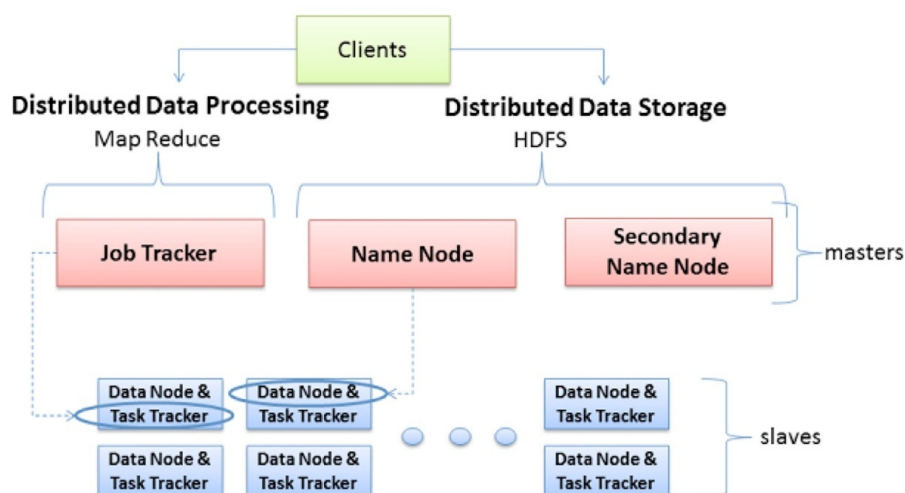 Clients
Distributed Data Processing
Map Reduce
Distributed Data Storage
HDFS
Job Tracker
Name Node
Secondary
Name Node
masters
Data Node &
Task Tracker
Data Node &
Task Tracker
Data Node &
Task Tracker
slaves
Data Node &
Task Tracker
Data Node &
Task Tracker
Data Node &
Task Tracker